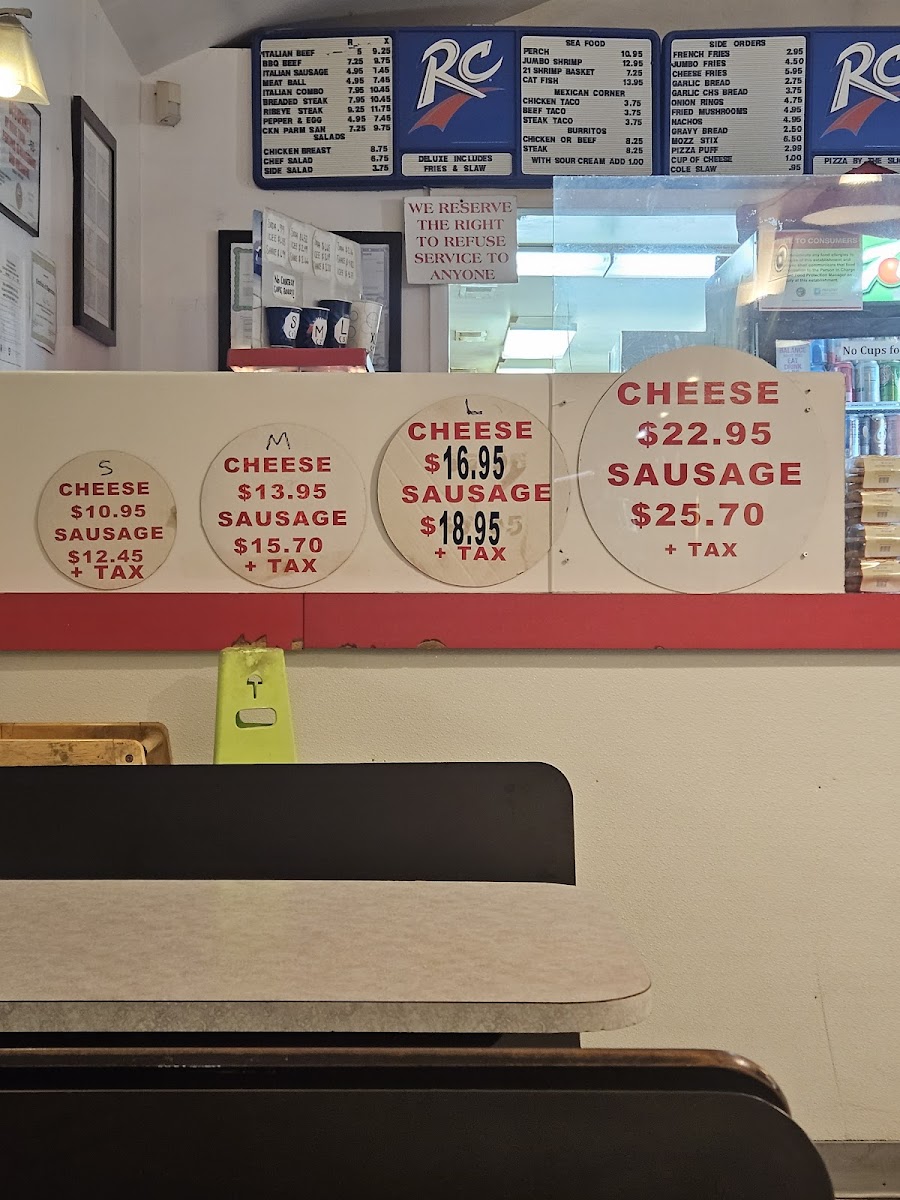 R X
ITALIAN BEEF 5 9.25
BBQ BEEF 7.25 9.75
ITALIAN SAUSAGE 4.95 7.45
MEAT BALL 4.95 7.45
ITALIAN COMBO 7.95 10.45
BREADED STEAK 7.95 10.45
RIBEYE STEAK 9.25 11.75
PEPPER & EGG 4.95 7.45
CKN PARM SAN 7.25 9.75
SALADS
CHICKEN BREAST 8.75
CHEF SALAD 6.75
SIDE SALAD 3.75
RC
DELUXE INCLUDES
FRIES & SLAW
SEA FOOD
PERCH 10.95
JUMBO SHRIMP 12.95
21 SHRIMP BASKET 7.25
CAT FISH 13.95
MEXICAN CORNER
CHICKEN TACO 3.75
BEEF TACO 3.75
STEAK TACO 3.75
BURRITOS
CHICKEN OR BEEF 8.25
STEAK 8.25
WITH SOUR CREAM ADD 1.00
SIDE ORDERS
FRENCH FRIES 2.95
JUMBO FRIES 4.50
CHEESE FRIES 5.95
GARLIC BREAD 2.75
GARLIC CHS BREAD 3.75
ONION RINGS 4.75
FRIED MUSHROOMS 4.95
NACHOS 4.95
GRAVY BREAD 2.50
MOZZ STIX 6.50
PIZZA PUFF 2.99
CUP OF CHEESE 1.00
COLE SLAW .95
RC
PIZZA BY THE SLI
WE RESERVE
THE RIGHT
TO REFUSE
SERVICE TO
ANYONE
TO CONSUMERS
No Cups fo
S
M
L
S
CHEESE
$10.95
SAUSAGE
$12.45
+ TAX
M
CHEESE
$13.95
SAUSAGE
$15.70
+ TAX
CHEESE
$16.95
SAUSAGE
$18.95
+ TAX
CHEESE
$22.95
SAUSAGE
$25.70
+ TAX